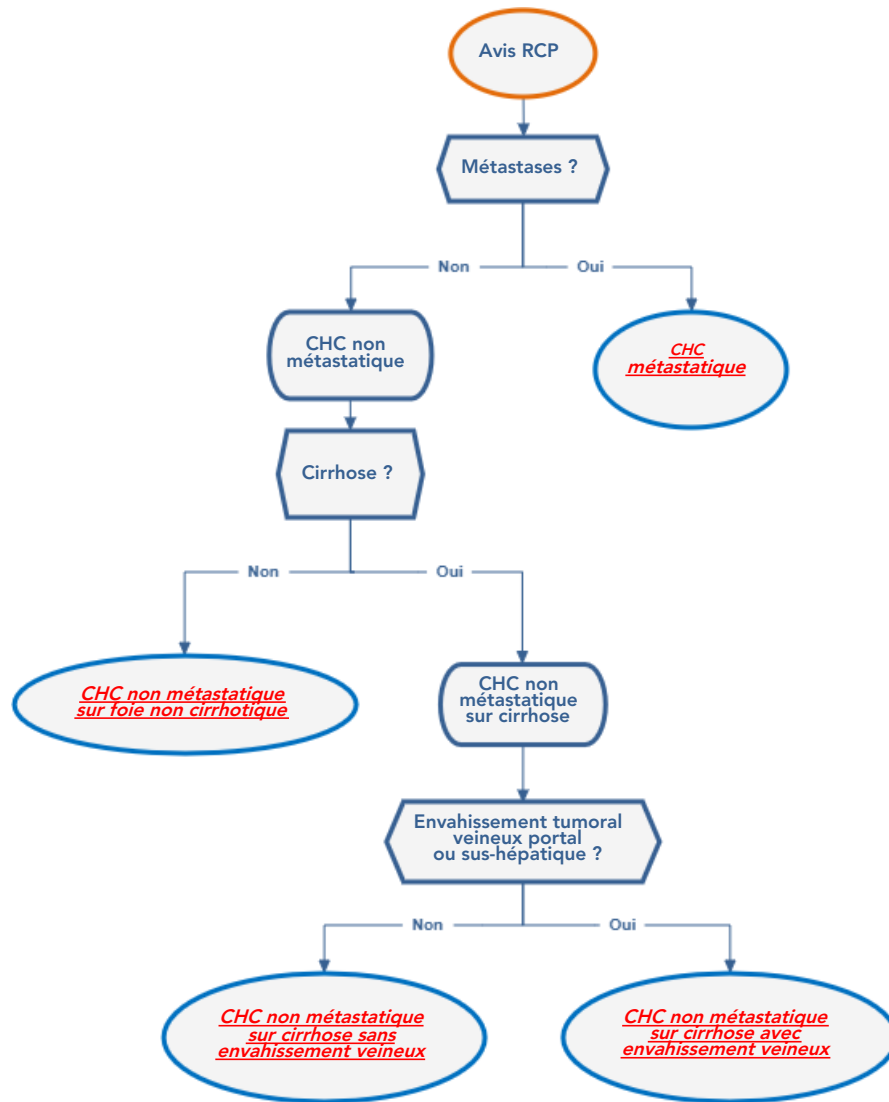 Avis RCP
Métastases ?
Non
Oui
CHC non
métastatique
CHC
métastatique
Cirrhose ?
Non
Oui
CHC non métastatique
sur foie non cirrhotique
CHC non
métastatique
sur cirrhose
Envahissement tumoral
veineux portal
ou sus-hépatique ?
Non
Oui
CHC non métastatique
sur cirrhose sans
envahissement veineux
CHC non métastatique
sur cirrhose avec
envahissement veineux